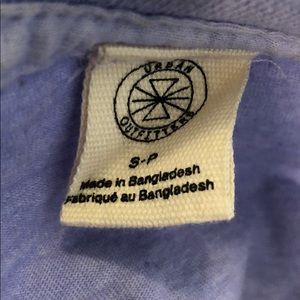 URBAN
OUTFITTERS
S-P
Made in Bangladesh
Fabriqué au Bangladesh